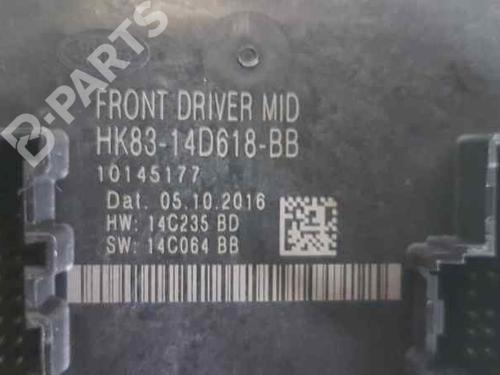 B-PARTS
FRONT DRIVER MID
HK83-14D618-BB
10145177
Dat. 05.10.2016
HW: 14C235 BD
SW: 14C064 BB